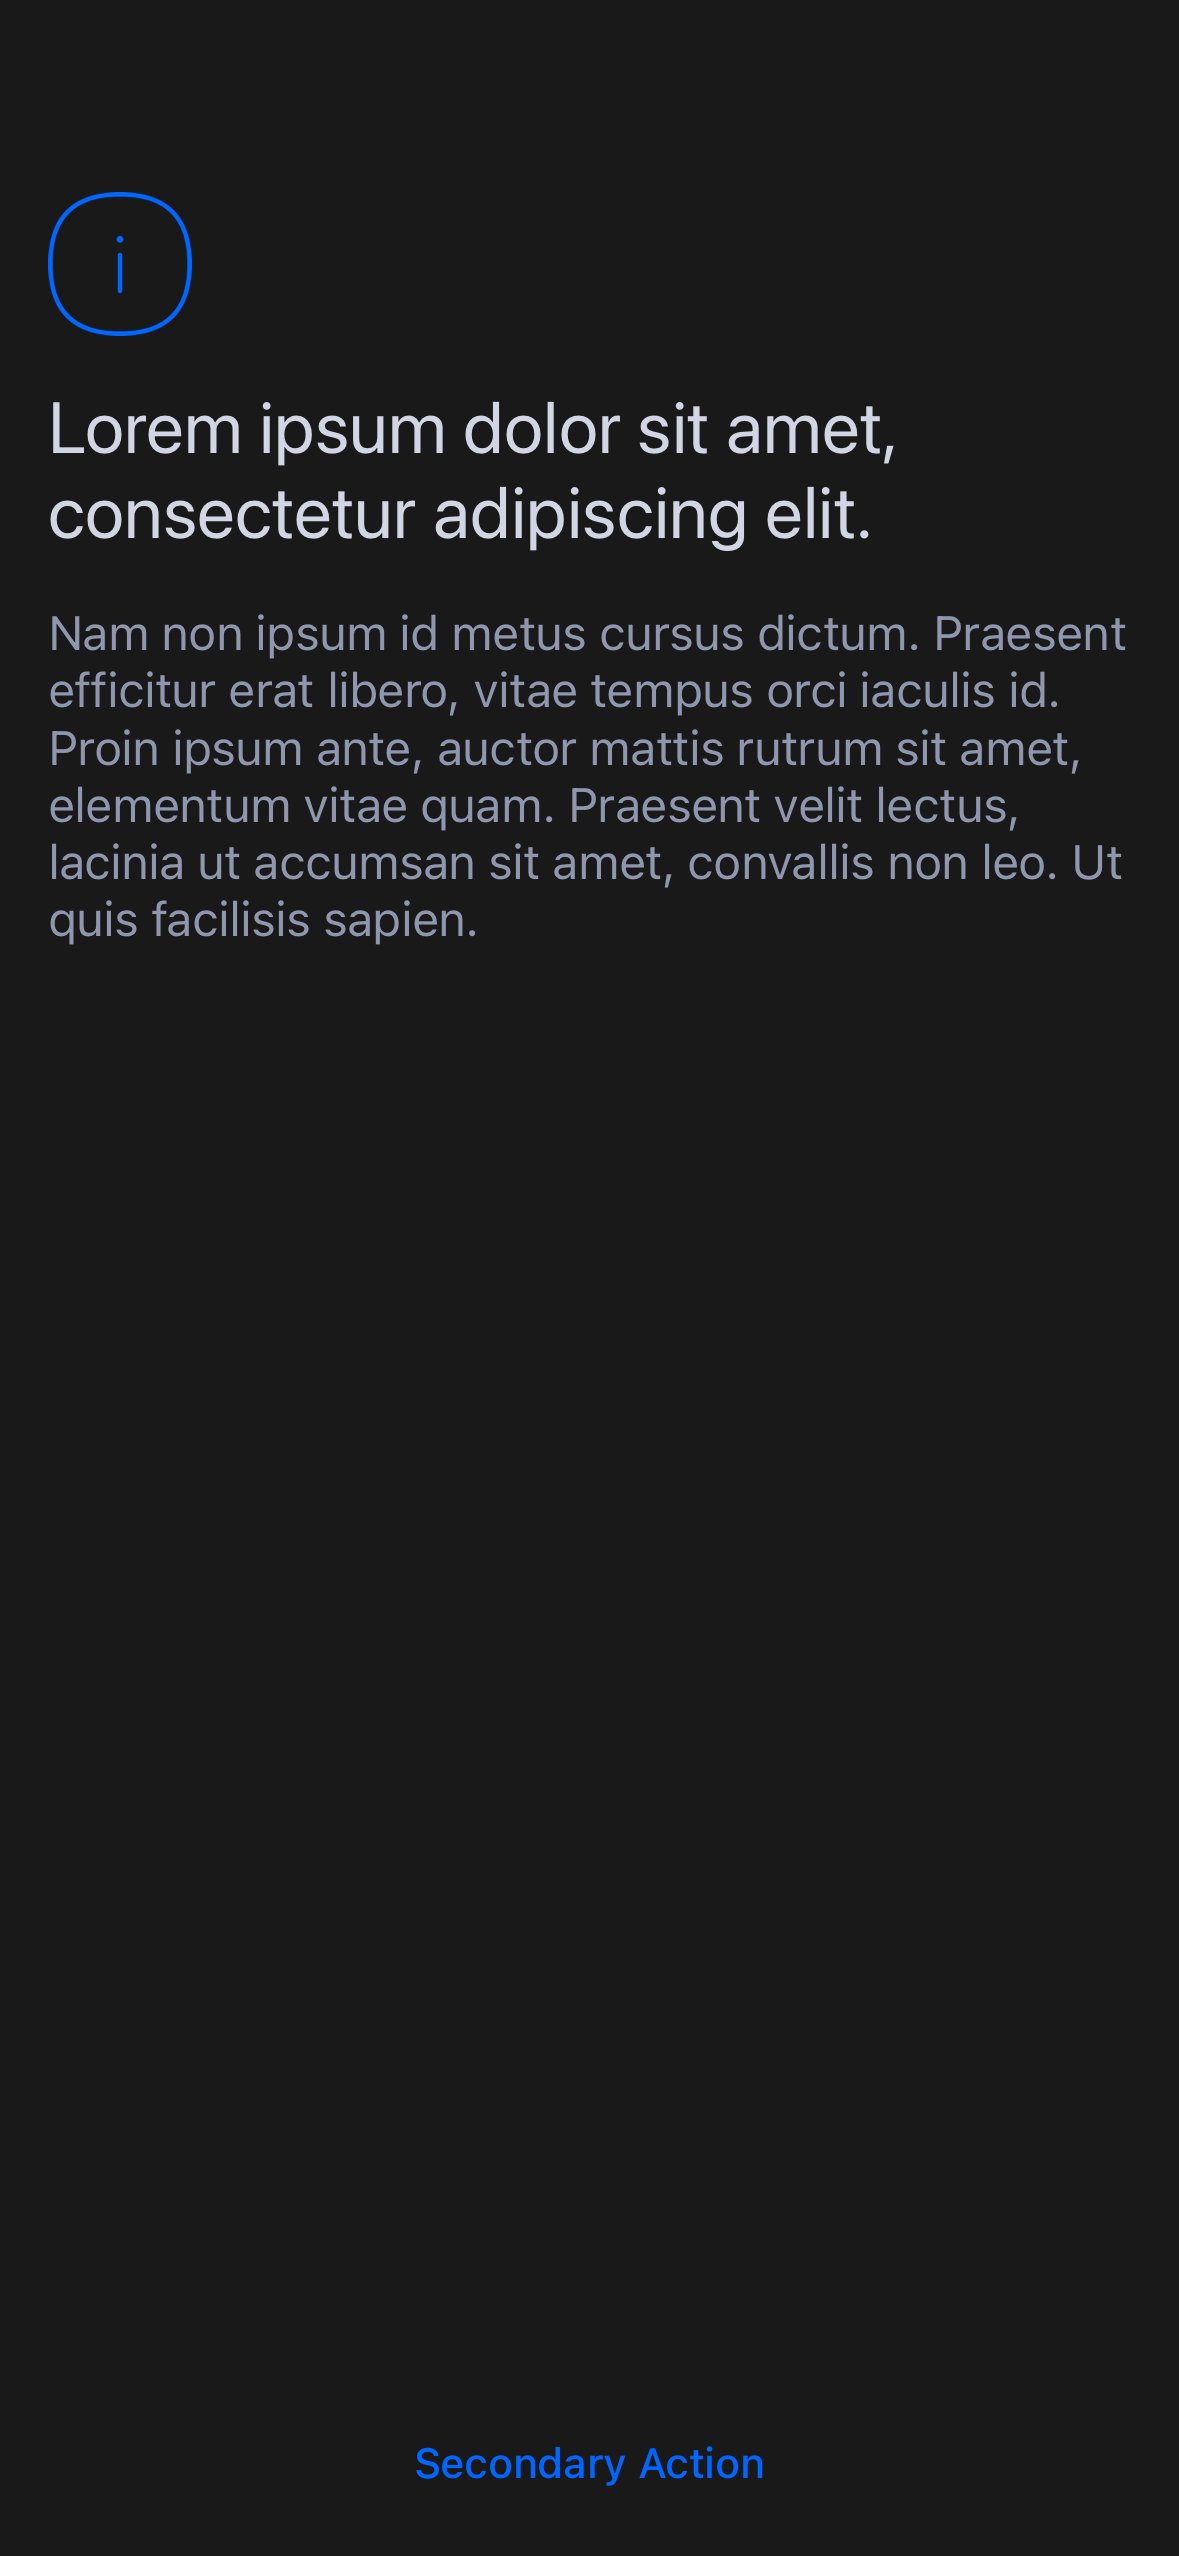 Lorem ipsum dolor sit amet,
consectetur adipiscing elit.
Nam non ipsum id metus cursus dictum. Praesent
efficitur erat libero, vitae tempus orci iaculis id.
Proin ipsum ante, auctor mattis rutrum sit amet,
elementum vitae quam. Praesent velit lectus,
lacinia ut accumsan sit amet, convallis non leo. Ut
quis facilisis sapien.
Secondary Action